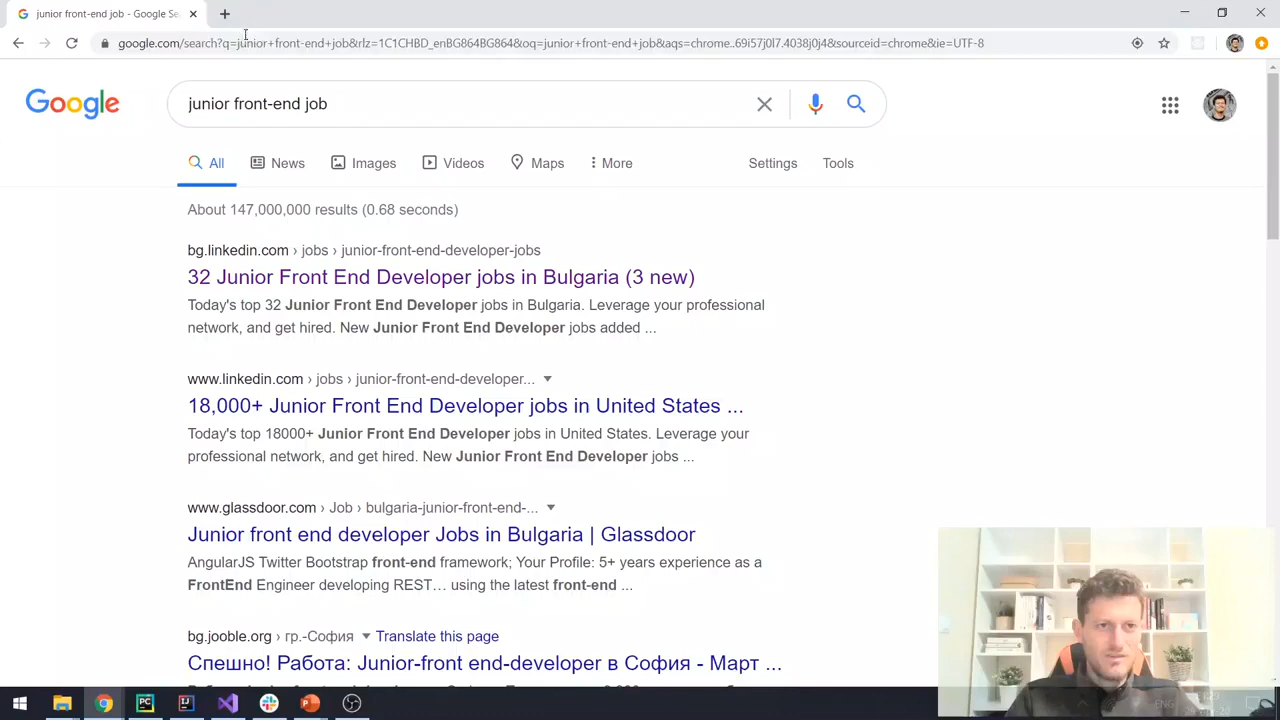 junior front-end job - Google Se
google.com/search?q=junior+front-end+job&rlz=1C1CHBD_enBG864BG864&oq=junior+front-end+job&aqs=chrome..69i57j0l7.4038j0j4&sourceid=chrome&ie=UTF-8
Google
junior front-end job
All News Images Videos Maps More Settings Tools
About 147,000,000 results (0.68 seconds)
bg.linkedin.com › jobs › junior-front-end-developer-jobs
32 Junior Front End Developer jobs in Bulgaria (3 new)
Today's top 32 Junior Front End Developer jobs in Bulgaria. Leverage your professional
network, and get hired. New Junior Front End Developer jobs added ...
www.linkedin.com › jobs › junior-front-end-developer...
18,000+ Junior Front End Developer jobs in United States ...
Today's top 18000+ Junior Front End Developer jobs in United States. Leverage your
professional network, and get hired. New Junior Front End Developer jobs ...
www.glassdoor.com › Job › bulgaria-junior-front-end-...
Junior front end developer Jobs in Bulgaria | Glassdoor
AngularJS Twitter Bootstrap front-end framework; Your Profile: 5+ years experience as a
FrontEnd Engineer developing REST… using the latest front-end ...
bg.jooble.org › гр.-София Translate this page
Спешно! Работа: Junior-front end-developer в София - Март ...
PC
IJ
ENG